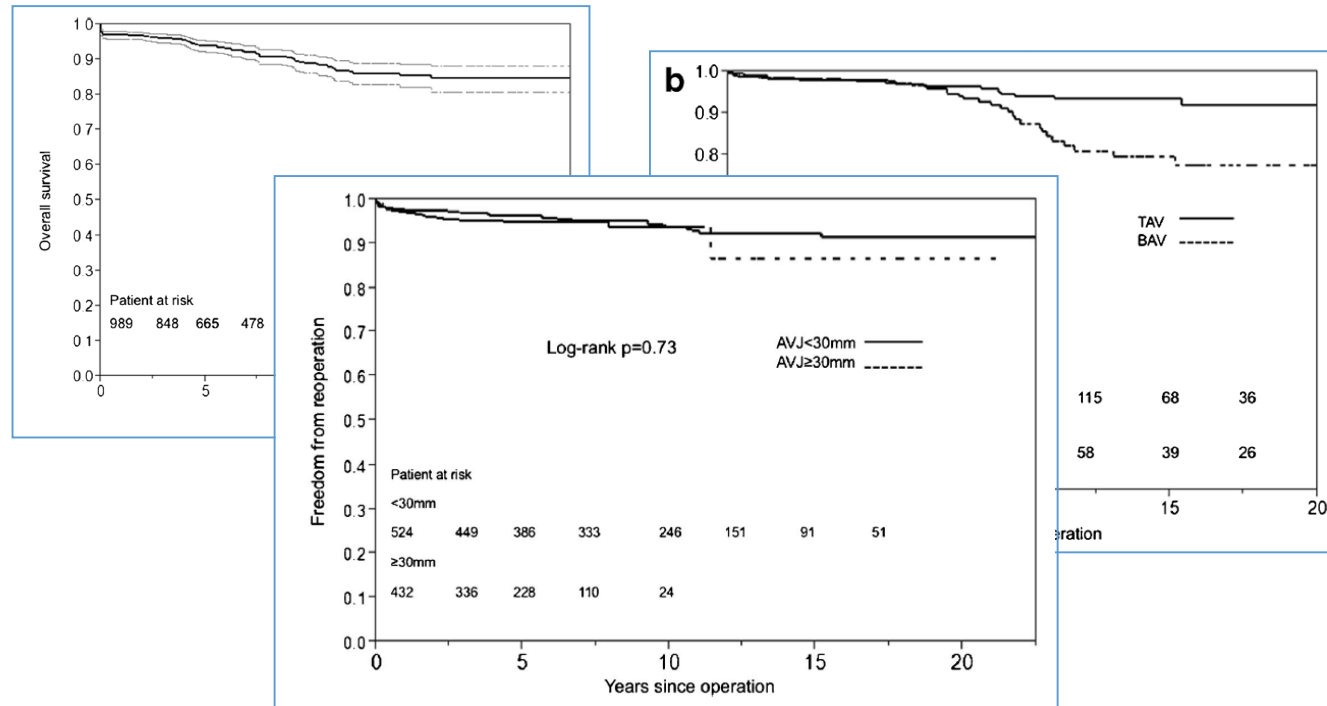 1.0
0.9
0.8
0.7
0.6
0.5
0.4
0.3
0.2
0.1
0.0
Overall survival
Patient at risk
989 848 665 478
0 5
b
1.0
0.9
0.8
TAV
BAV
115 68 36
58 39 26
15 20
1.0
0.9
0.8
0.7
0.6
0.5
0.4
0.3
0.2
0.1
0.0
Freedom from reoperation
Log-rank p=0.73
AVJ<30mm
AVJ≥30mm
Patient at risk
<30mm
524 449 386 333 246 151 91 51
≥30mm
432 336 228 110 24
0 5 10 15 20
Years since operation